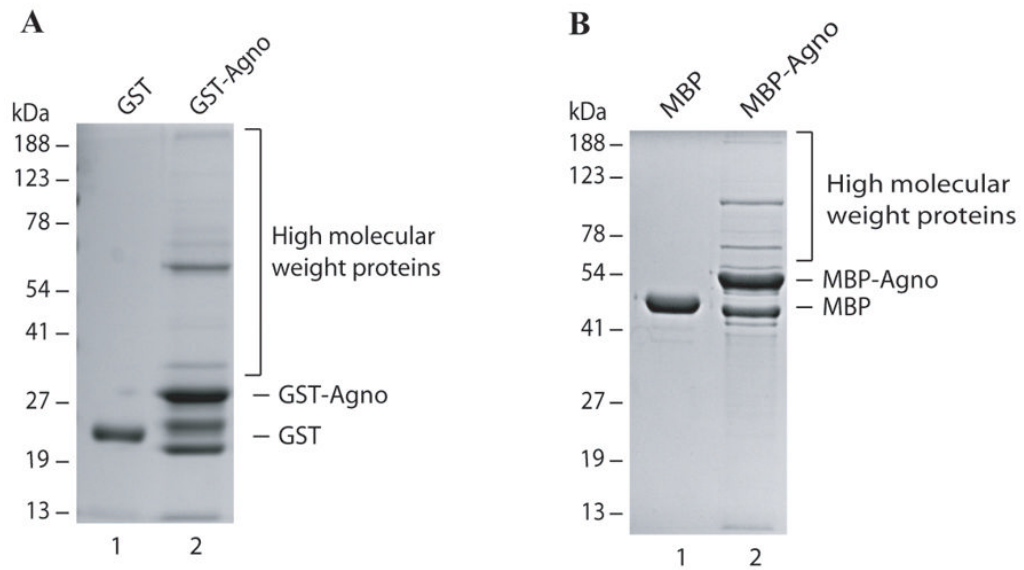 A
GST
GST-Agno
kDa
188
123
78
54
41
27
19
13
High molecular
weight proteins
GST-Agno
GST
1
2
B
MBP
MBP-Agno
kDa
188
123
78
54
41
27
19
13
High molecular
weight proteins
MBP-Agno
MBP
1
2